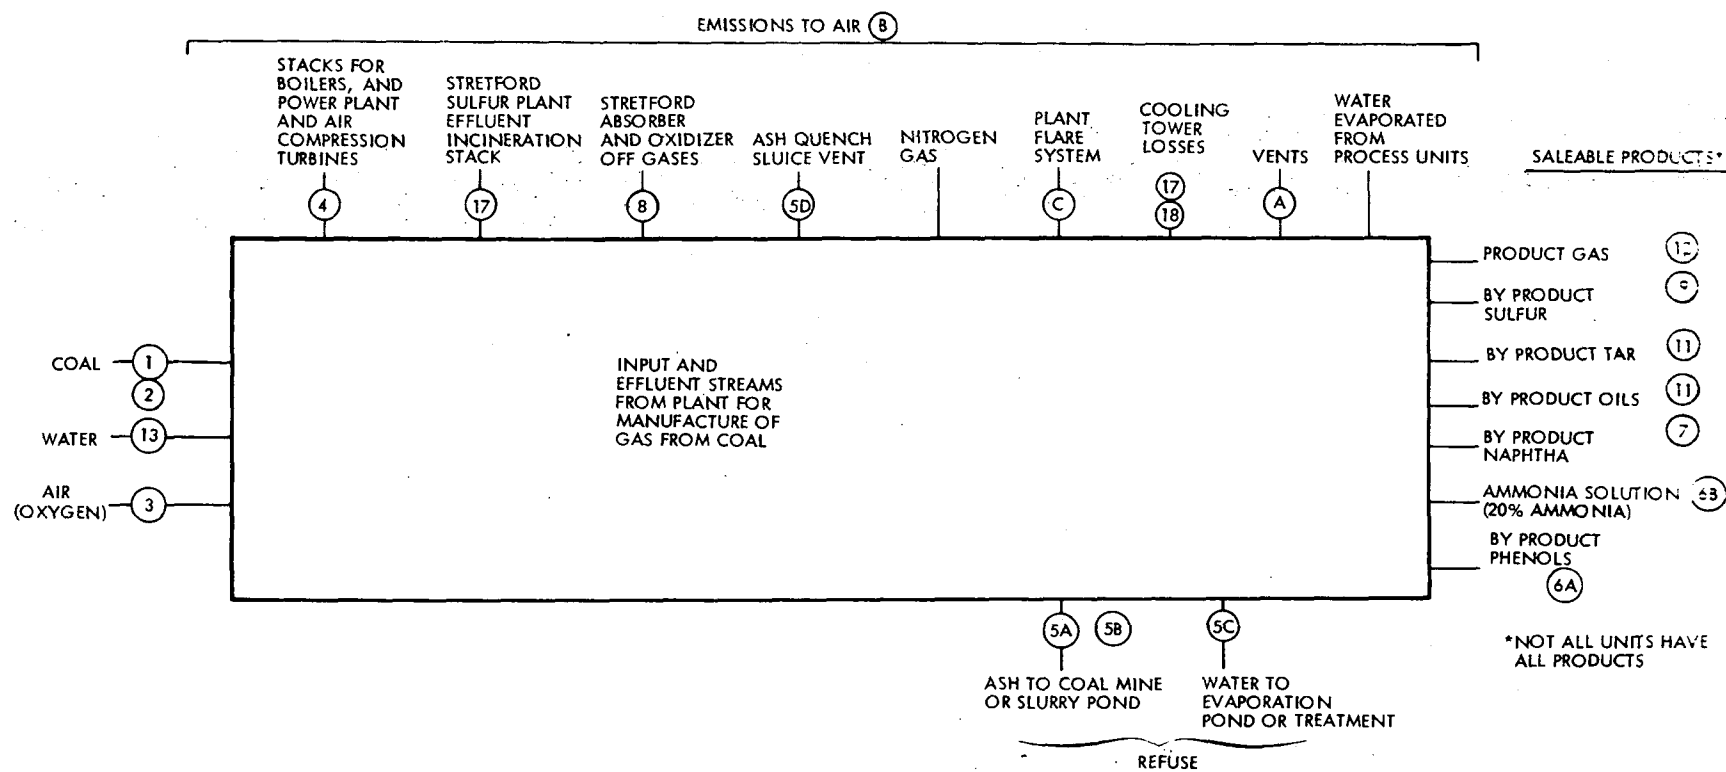 EMISSIONS TO AIR B
STACKS FOR
BOILERS, AND
POWER PLANT
AND AIR
COMPRESSION
TURBINES
4
STRETFORD
SULFUR PLANT
EFFLUENT
INCINERATION
STACK
17
STRETFORD
ABSORBER
AND OXIDIZER
OFF GASES
8
ASH QUENCH
SLUICE VENT
5D
NITROGEN
GAS
PLANT
FLARE
SYSTEM
C
COOLING
TOWER
LOSSES
17
18
VENTS
A
WATER
EVAPORATED
FROM
PROCESS UNITS
SALEABLE PRODUCTS*
PRODUCT GAS
BY PRODUCT 9
SULFUR
BY PRODUCT TAR 11
BY PRODUCT OILS 11
BY PRODUCT 7
NAPHTHA
AMMONIA SOLUTION 6B
(20% AMMONIA)
BY PRODUCT
PHENOLS
6A
COAL 1
2
WATER 13
AIR
(OXYGEN) 3
INPUT AND
EFFLUENT STREAMS
FROM PLANT FOR
MANUFACTURE OF
GAS FROM COAL
5A 5B 5C
ASH TO COAL MINE
OR SLURRY POND
WATER TO
EVAPORATION
POND OR TREATMENT
REFUSE
*NOT ALL UNITS HAVE
ALL PRODUCTS